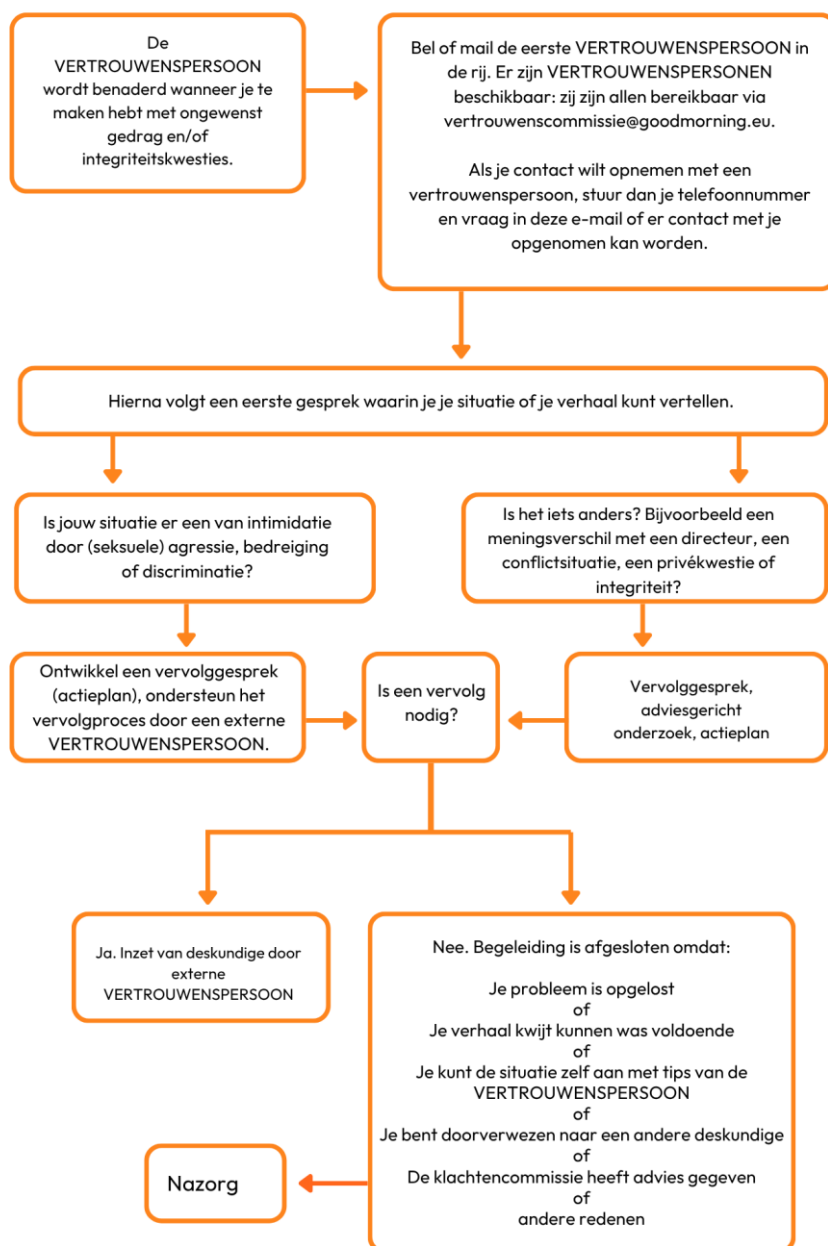 De
VERTROUWENSPERSOON
wordt benaderd wanneer je te
maken hebt met ongewenst
gedrag en/of
integriteitskwesties.
Bel of mail de eerste VERTROUWENSPERSOON in
de rij. Er zijn VERTROUWENSPERSONEN
beschikbaar: zij zijn allen bereikbaar via
vertrouwenscommissie@goodmorning.eu.
Als je contact wilt opnemen met een
vertrouwenspersoon, stuur dan je telefoonnummer
en vraag in deze e-mail of er contact met je
opgenomen kan worden.
Hierna volgt een eerste gesprek waarin je je situatie of je verhaal kunt vertellen.
Is jouw situatie er een van intimidatie
door (seksuele) agressie, bedreiging
of discriminatie?
Is het iets anders? Bijvoorbeeld een
meningsverschil met een directeur, een
conflictsituatie, een privékwestie of
integriteit?
Ontwikkel een vervolggesprek
(actieplan), ondersteun het
vervolgproces door een externe
VERTROUWENSPERSOON.
Is een vervolg
nodig?
Vervolggesprek,
adviesgericht
onderzoek, actieplan
Ja. Inzet van deskundige door
externe
VERTROUWENSPERSOON
Nee. Begeleiding is afgesloten omdat:
Je probleem is opgelost
of
Je verhaal kwijt kunnen was voldoende
of
Je kunt de situatie zelf aan met tips van de
VERTROUWENSPERSOON
of
Je bent doorverwezen naar een andere deskundige
of
De klachtencommissie heeft advies gegeven
of
andere redenen
Nazorg